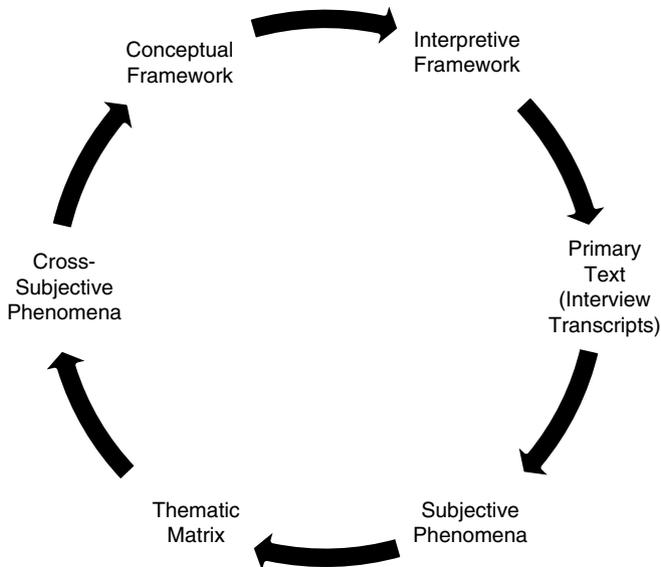 Conceptual
Framework
Interpretive
Framework
Primary
Text
(Interview
Transcripts)
Subjective
Phenomena
Thematic
Matrix
Cross-
Subjective
Phenomena